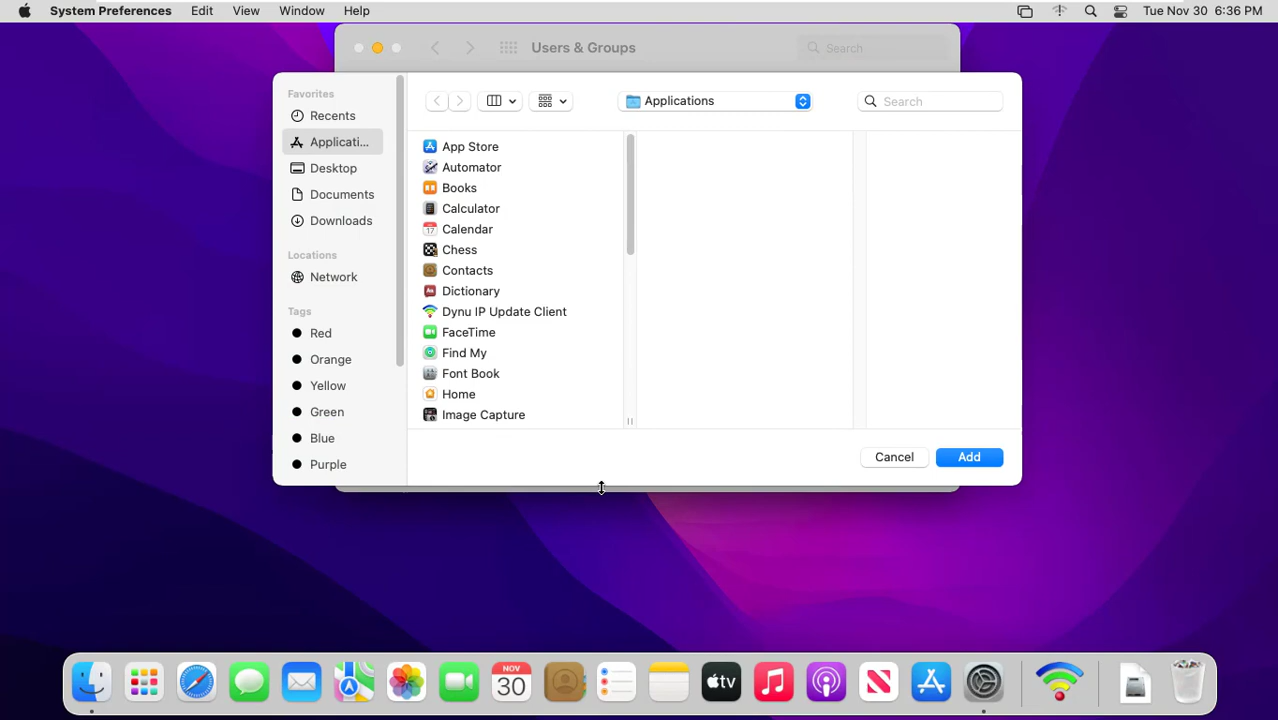 System Preferences Edit View Window Help Tue Nov 30 6:36 PM
Users & Groups Search
Favorites
Recents
Applicati...
Desktop
Documents
Downloads
Locations
Network
Tags
Red
Orange
Yellow
Green
Blue
Purple
Applications Search
App Store
Automator
Books
Calculator
17 Calendar
Chess
Contacts
Aa Dictionary
Dynu IP Update Client
FaceTime
Find My
Font Book
Home
Image Capture
Cancel Add
NOV
30
tv